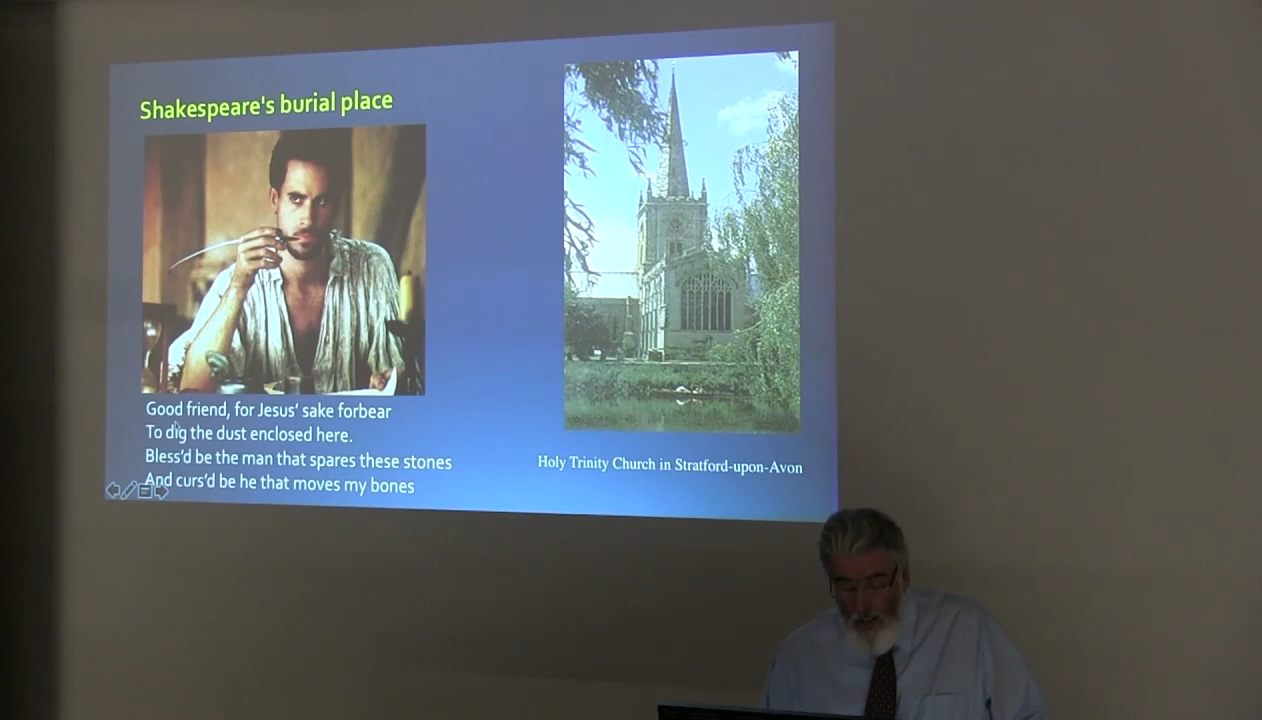 Shakespeare's burial place
Good friend, for Jesus' sake forbear
To dig the dust enclosed here.
Bless'd be the man that spares these stones
And curs'd be he that moves my bones
Holy Trinity Church in Stratford-upon-Avon